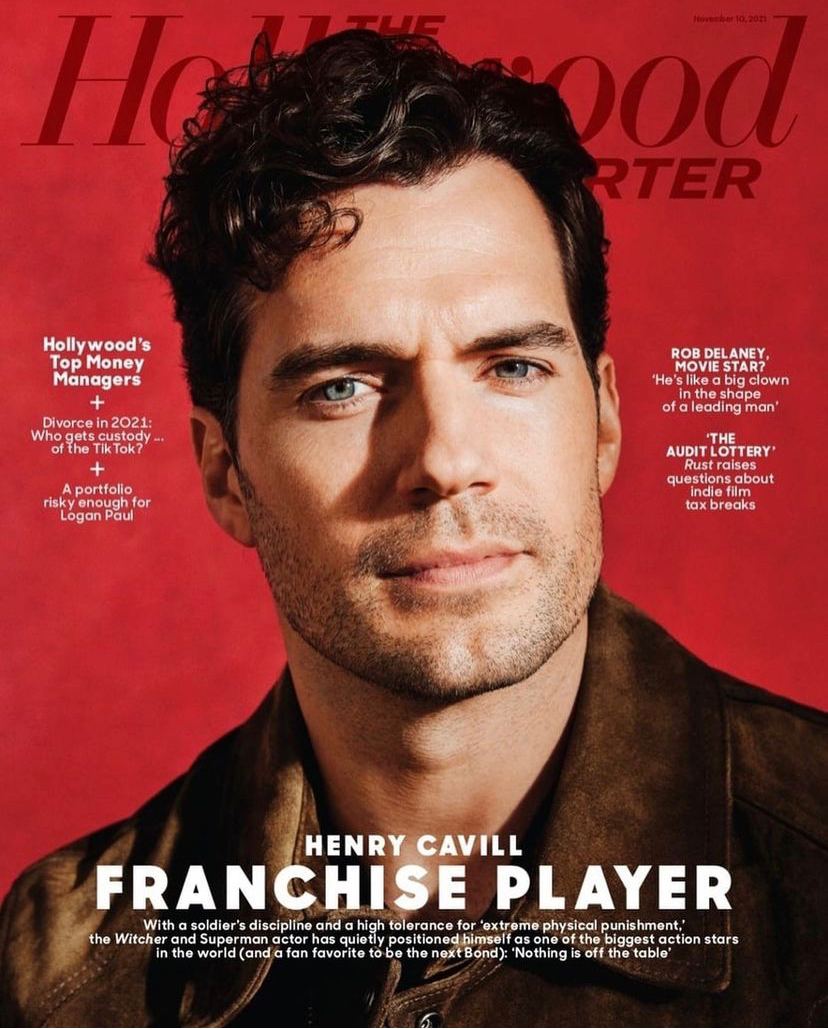 THE
Hollywood
RTER
November 10, 2021
Hollywood's
Top Money
Managers
+
Divorce in 2021:
Who gets custody ...
of the TikTok?
+
A portfolio
risky enough for
Logan Paul
ROB DELANEY,
MOVIE STAR?
‘He's like a big clown
in the shape
of a leading man’
‘THE
AUDIT LOTTERY’
Rust raises
questions about
indie film
tax breaks
HENRY CAVILL
FRANCHISE PLAYER
With a soldier's discipline and a high tolerance for ‘extreme physical punishment,’
the Witcher and Superman actor has quietly positioned himself as one of the biggest action stars
in the world (and a fan favorite to be the next Bond): ‘Nothing is off the table’